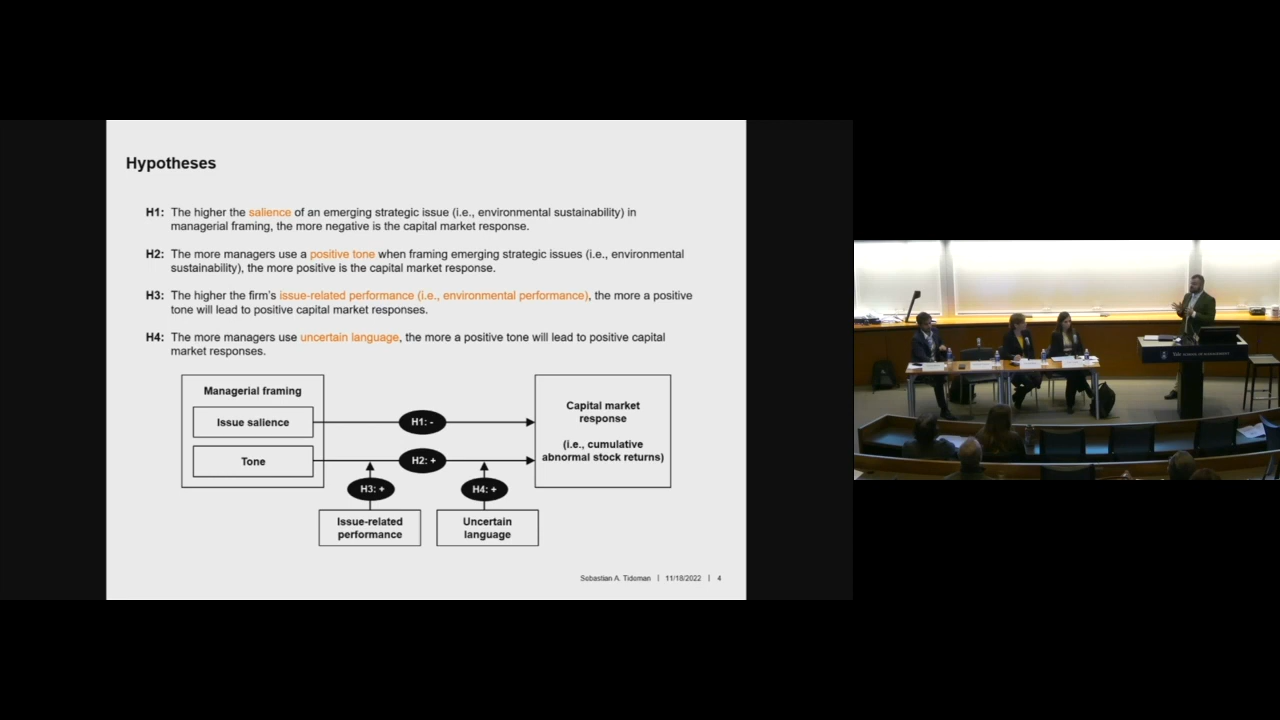 Hypotheses
H1: The higher the salience of an emerging strategic issue (i.e., environmental sustainability) in
managerial framing, the more negative is the capital market response.
H2: The more managers use a positive tone when framing emerging strategic issues (i.e., environmental
sustainability), the more positive is the capital market response.
H3: The higher the firm's issue-related performance (i.e., environmental performance), the more a positive
tone will lead to positive capital market responses.
H4: The more managers use uncertain language, the more a positive tone will lead to positive capital
market responses.
Managerial framing
Issue salience
Tone
H1: -
H2: +
H3: +
H4: +
Issue-related
performance
Uncertain
language
Capital market
response
(i.e., cumulative
abnormal stock returns)
Sebastian A. Tideman | 11/18/2022 | 4
Yale SCHOOL OF MANAGEMENT